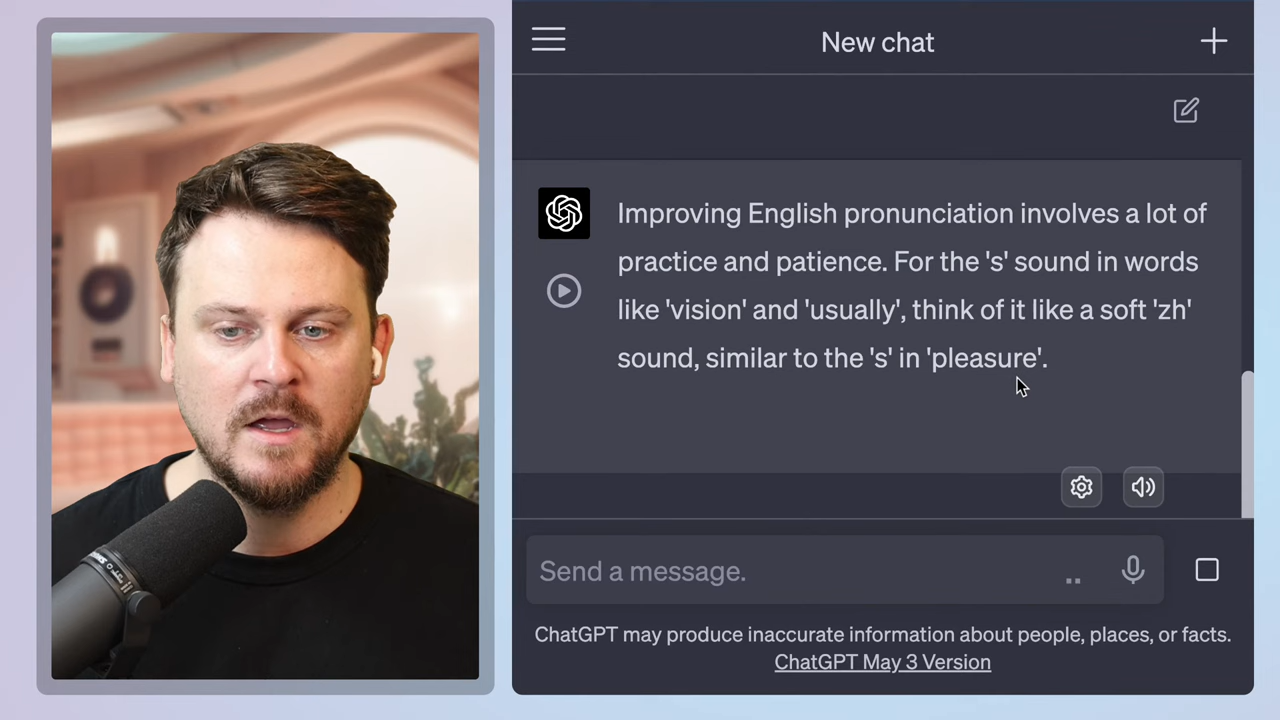 New chat
Improving English pronunciation involves a lot of
practice and patience. For the 's' sound in words
like 'vision' and 'usually', think of it like a soft 'zh'
sound, similar to the 's' in 'pleasure'.
Send a message.
ChatGPT may produce inaccurate information about people, places, or facts.
ChatGPT May 3 Version